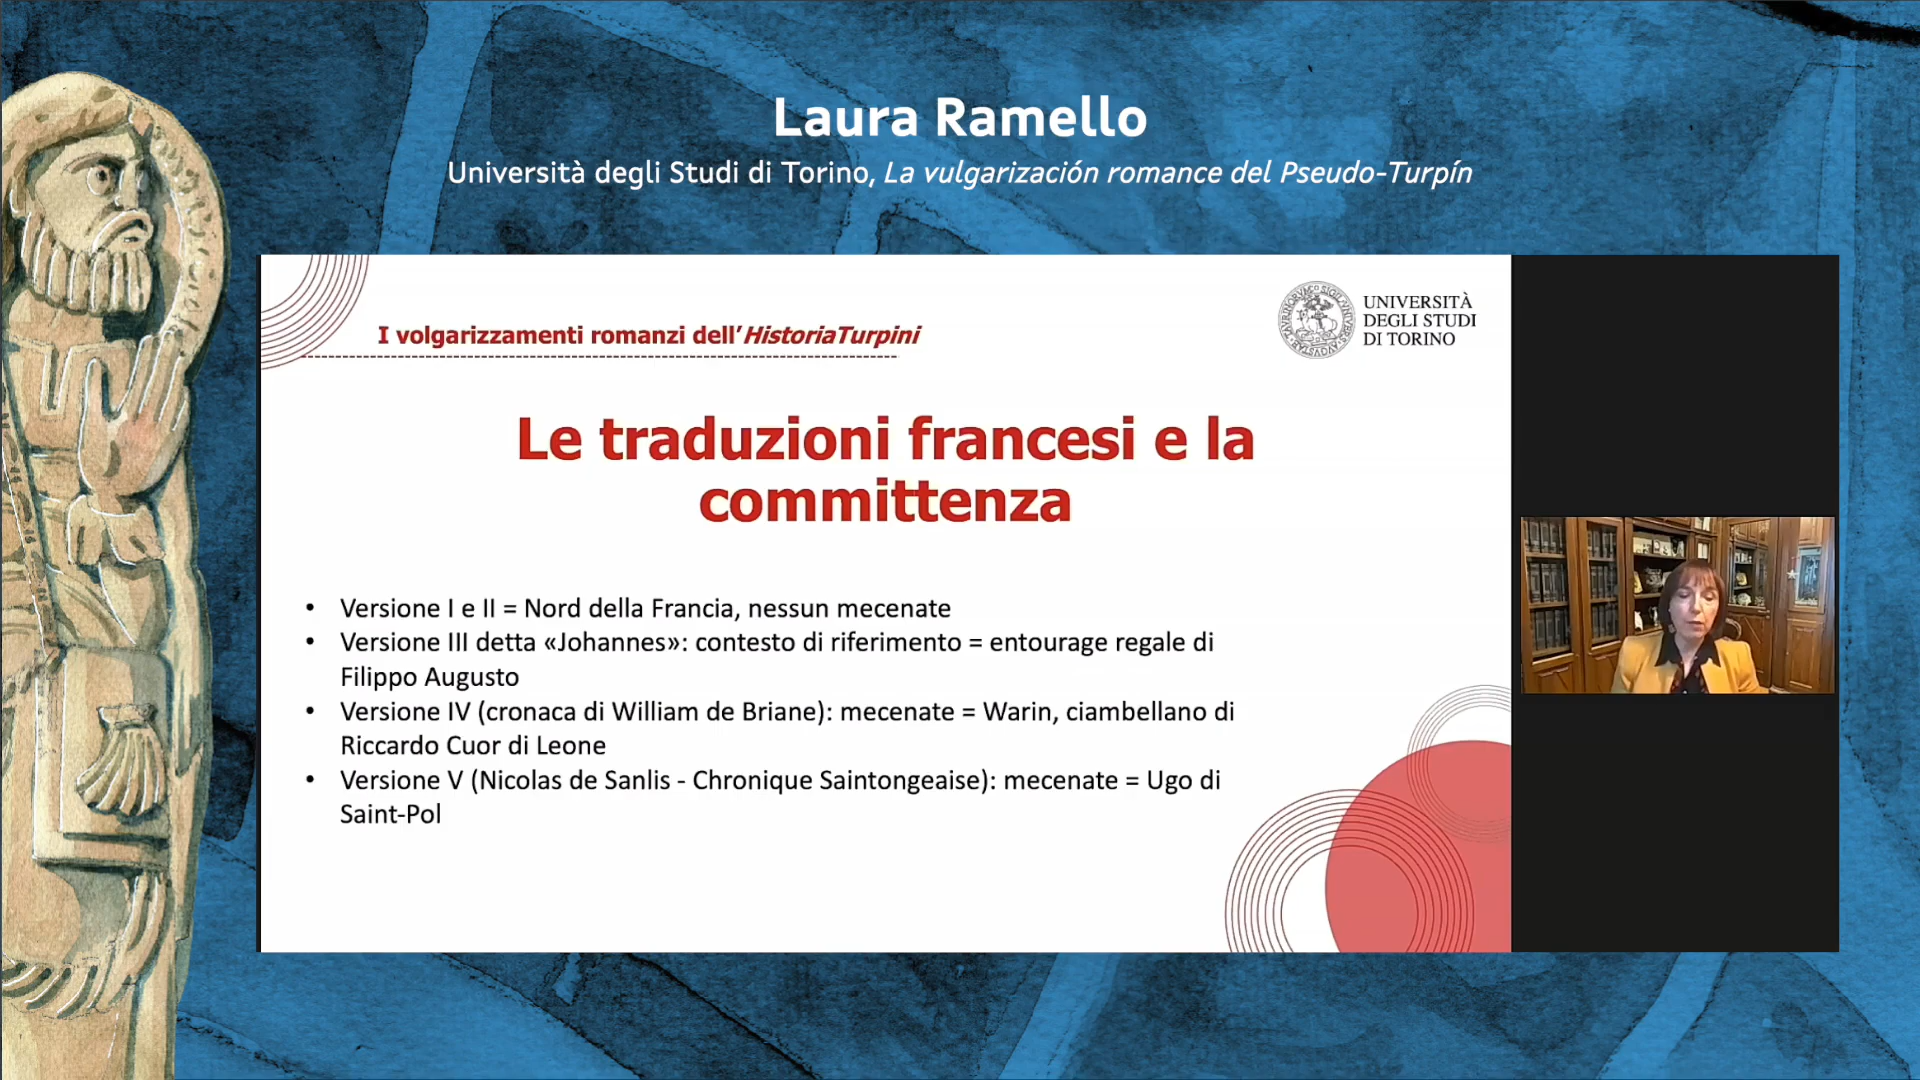 Laura Ramello
Università degli Studi di Torino, La vulgarización romance del Pseudo-Turpín
I volgarizzamenti romanzi dell’HistoriaTurpini
UNIVERSITÀ
DEGLI STUDI
DI TORINO
Le traduzioni francesi e la
committenza
• Versione I e II = Nord della Francia, nessun mecenate
• Versione III detta «Johannes»: contesto di riferimento = entourage regale di
Filippo Augusto
• Versione IV (cronaca di William de Briane): mecenate = Warin, ciambellano di
Riccardo Cuor di Leone
• Versione V (Nicolas de Sanlis - Chronique Saintongeaise): mecenate = Ugo di
Saint-Pol